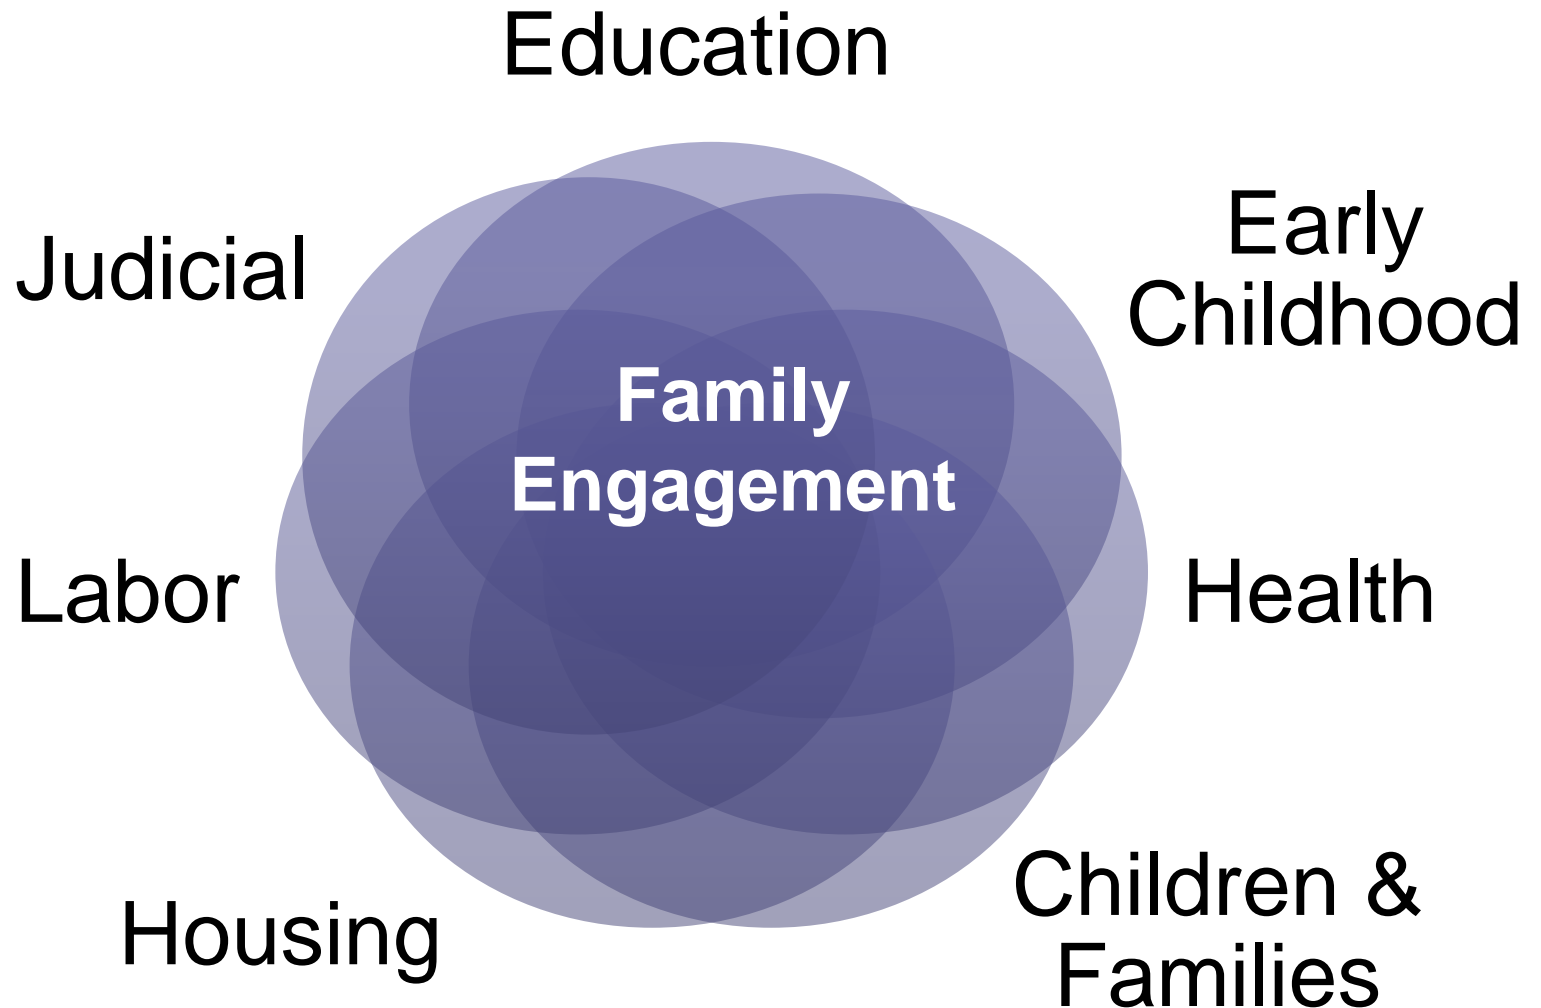 Education
Early
Childhood
Judicial
Family
Engagement
Labor
Health
Children &
Families
Housing